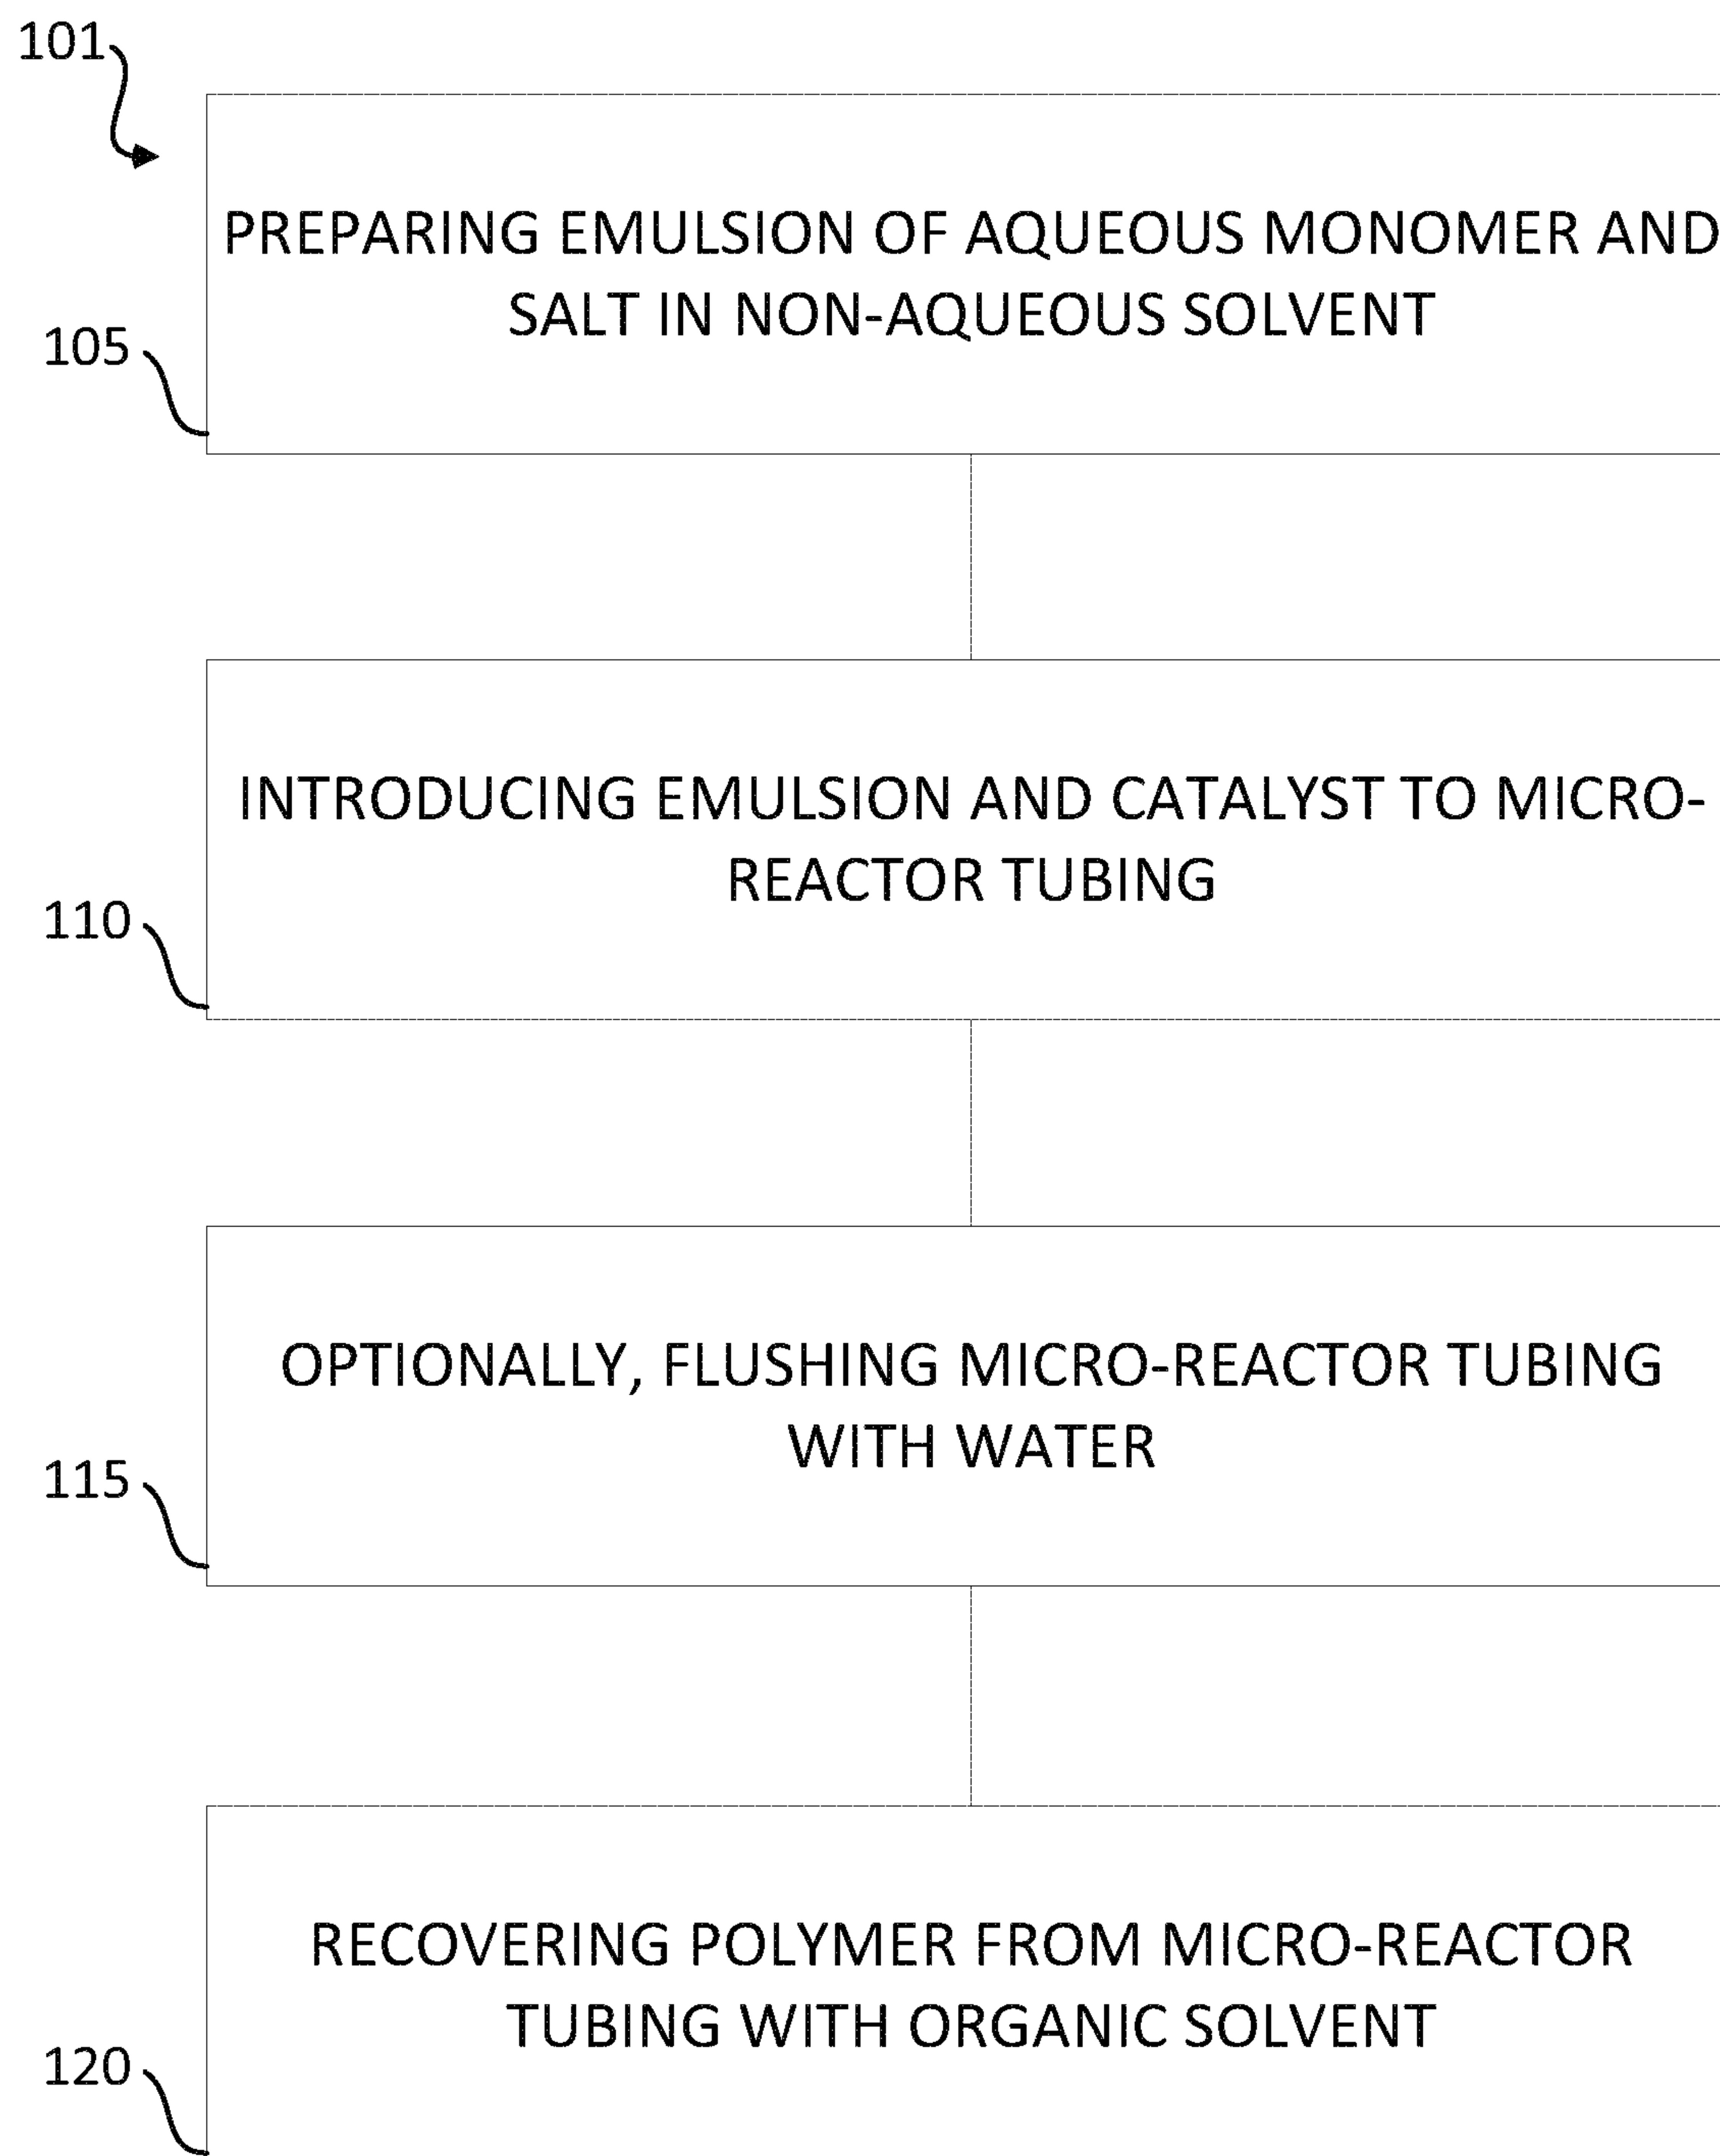 101
PREPARING EMULSION OF AQUEOUS MONOMER AND
SALT IN NON-AQUEOUS SOLVENT
105
INTRODUCING EMULSION AND CATALYST TO MICRO-
REACTOR TUBING
110
OPTIONALLY, FLUSHING MICRO-REACTOR TUBING
WITH WATER
115
RECOVERING POLYMER FROM MICRO-REACTOR
TUBING WITH ORGANIC SOLVENT
120